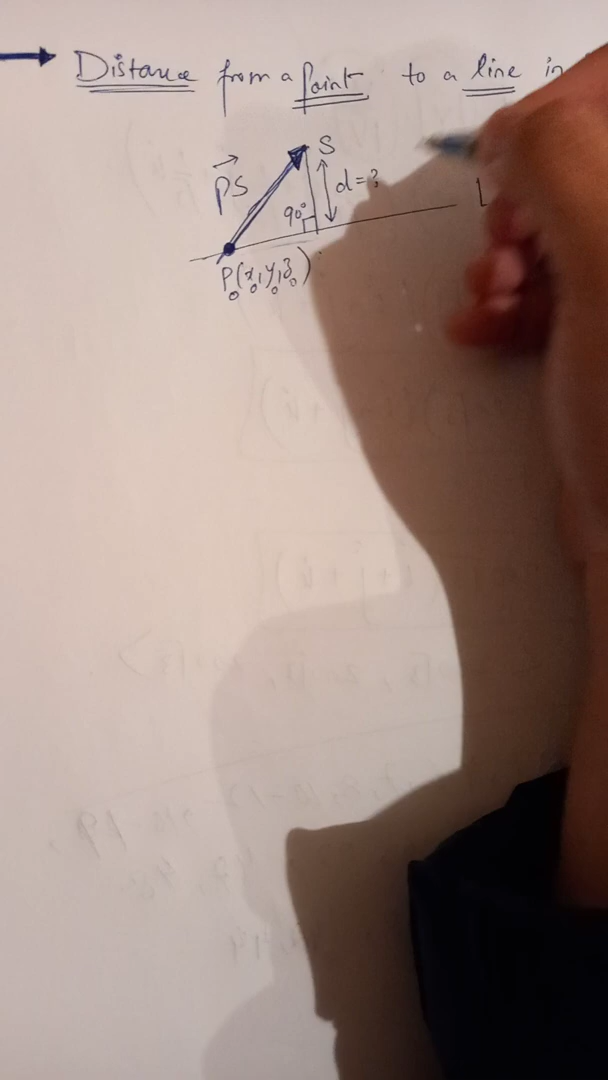 Distance from a Point to a line in
S
PS
d=?
90°
L
P₀(x₀,y₀,z₀)